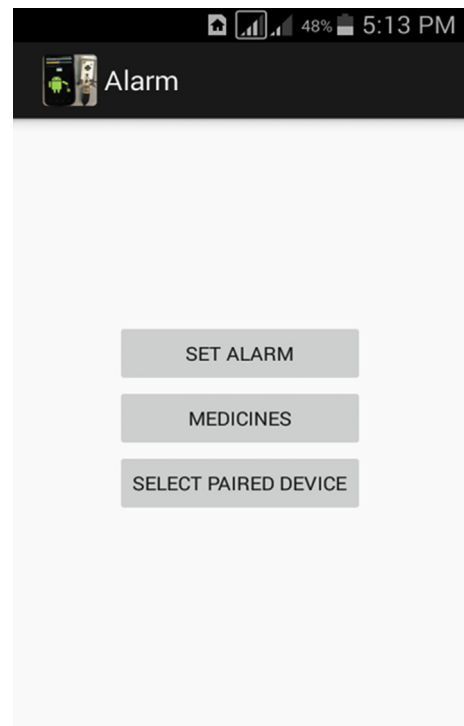 48% 5:13 PM
Alarm
SET ALARM
MEDICINES
SELECT PAIRED DEVICE